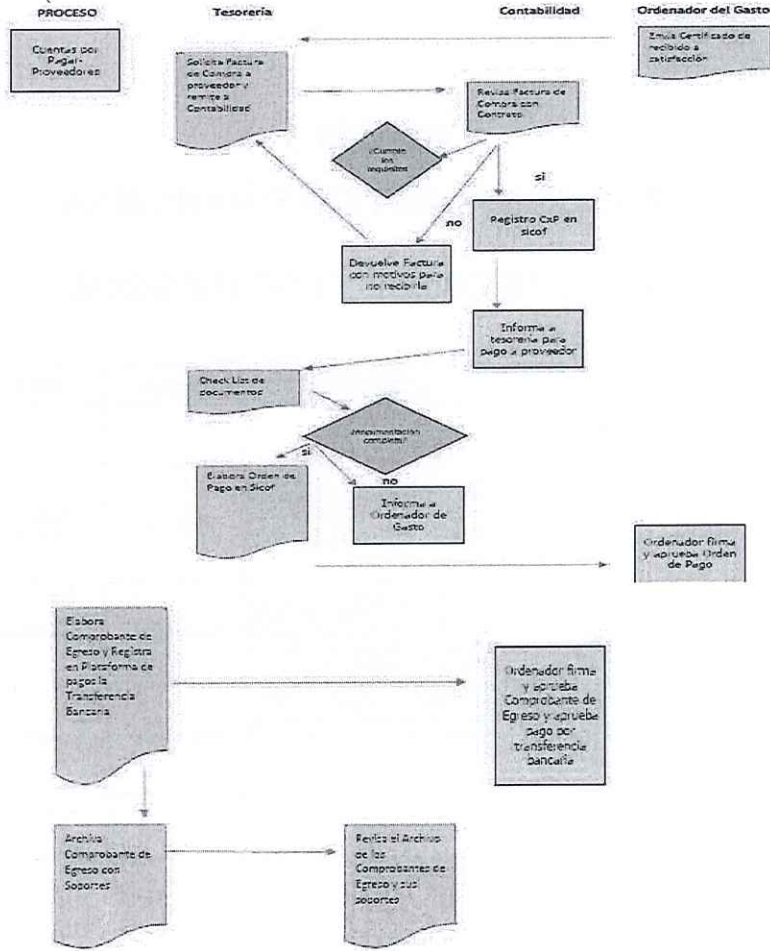 PROCESO
Tesorería
Contabilidad
Ordenador del Gasto
Cuentas por
Pagar-
Proveedores
Solicita Factura
de Compra a
proveedor y
remite a
Contabilidad
Revisa Factura de
Compra con
Contrato
Envía Certificado de
recibido a
satisfacción
¿Cumple
los
requisitos
si
no
Registro CxP en
sicof
Devuelve Factura
con motivos para
no recibirla
Informa a
tesorería para
pago a proveedor
Check List de
documentos
completa?
si
no
Elabora Orden de
Pago en Sicof
Informa a
Ordenador de
Gasto
Ordenador firma
y aprueba Orden
de Pago
Elabora
Comprobante de
Egreso y Registra
en Plataforma de
pagos la
Transferencia
Bancaria
Ordenador firma
y aprueba
Comprobante de
Egreso y aprueba
pago por
transferencia
bancaria
Archiva
Comprobante de
Egreso con
Soportes
Revisa el Archivo
de los
Comprobantes de
Egreso y sus
soportes